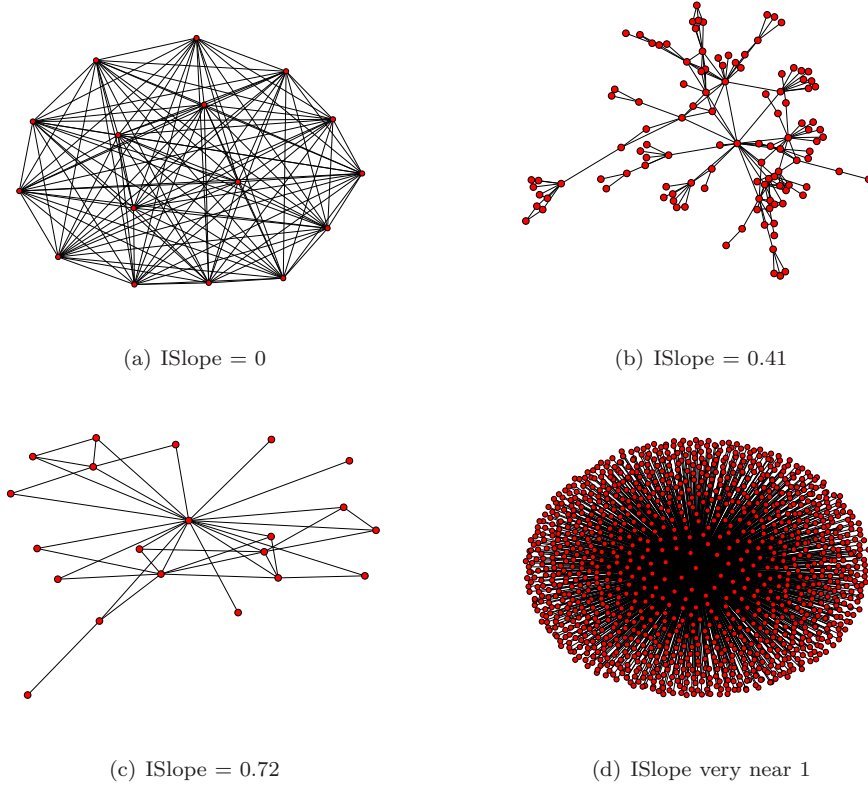 (a) ISlope = 0
(b) ISlope = 0.41
(c) ISlope = 0.72
(d) ISlope very near 1